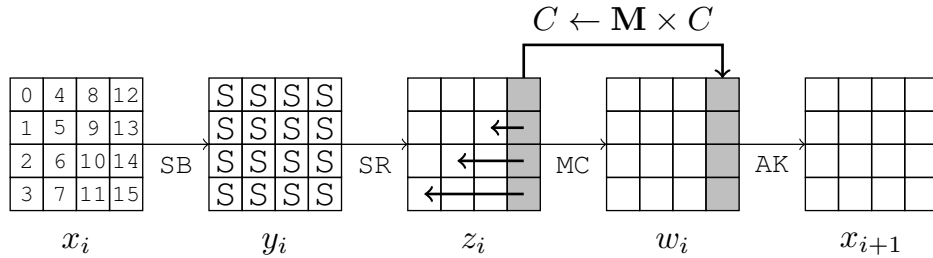 C ← M × C
0 4 8 12 S S S S
1 5 9 13 S S S S
2 6 10 14 S S S S
3 7 11 15 S S S S
SB SR MC AK
x_i y_i z_i w_i x_{i+1}